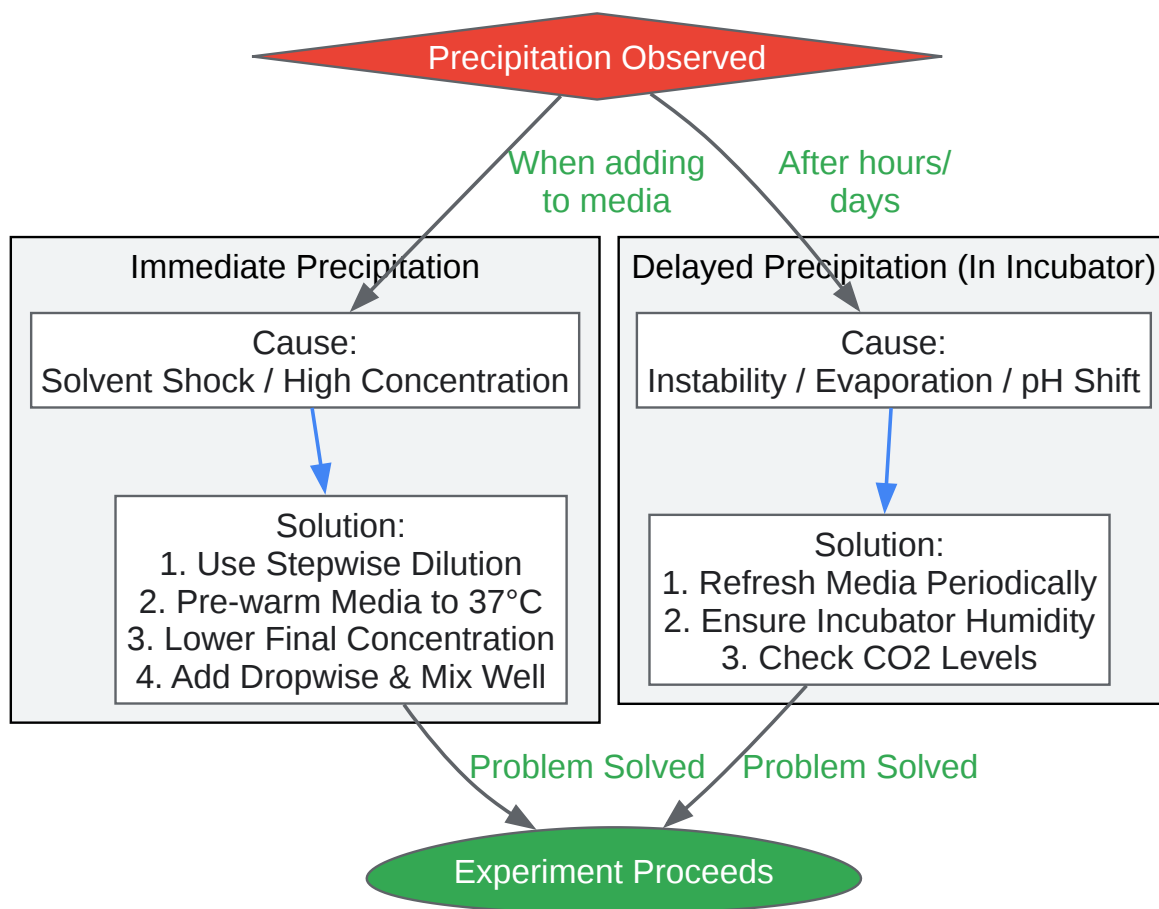 Precipitation Observed
When adding
to media
After hours/
days
Immediate Precipitation
Cause:
Solvent Shock / High Concentration
Solution:
1. Use Stepwise Dilution
2. Pre-warm Media to 37°C
3. Lower Final Concentration
4. Add Dropwise & Mix Well
Delayed Precipitation (In Incubator)
Cause:
Instability / Evaporation / pH Shift
Solution:
1. Refresh Media Periodically
2. Ensure Incubator Humidity
3. Check CO2 Levels
Problem Solved
Problem Solved
Experiment Proceeds